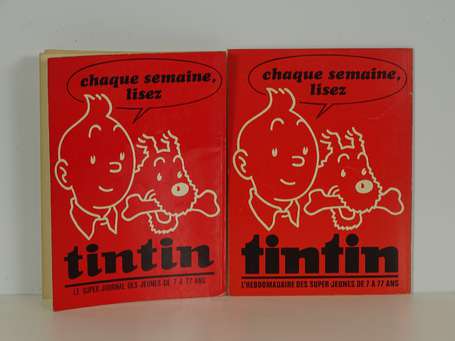 chaque semaine,
lisez
tintin
LE SUPER JOURNAL DES JEUNES DE 7 A 77 ANS
chaque semaine,
lisez
tintin
L'HEBDOMADAIRE DES SUPER-JEUNES DE 7 A 77 ANS